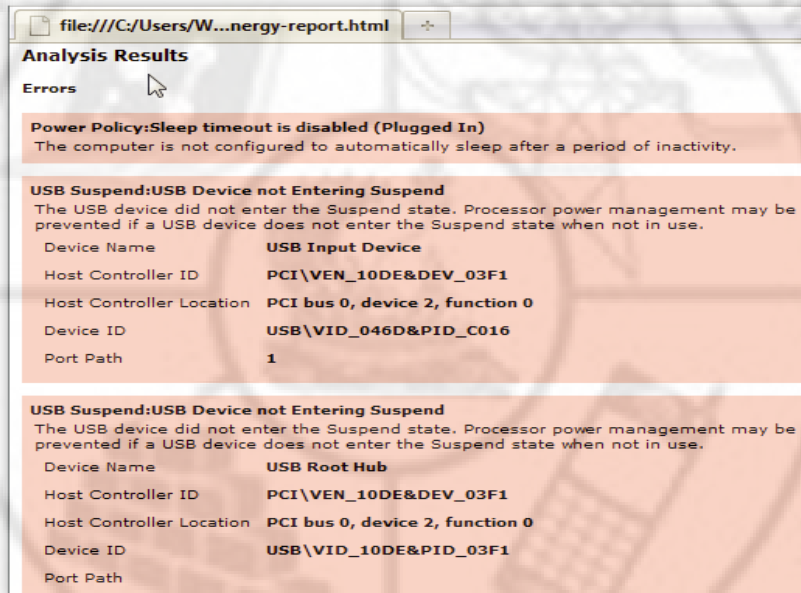 file:///C:/Users/W...nergy-report.html
Analysis Results
Errors
Power Policy:Sleep timeout is disabled (Plugged In)
The computer is not configured to automatically sleep after a period of inactivity.
USB Suspend:USB Device not Entering Suspend
The USB device did not enter the Suspend state. Processor power management may be
prevented if a USB device does not enter the Suspend state when not in use.
Device Name USB Input Device
Host Controller ID PCI\VEN_10DE&DEV_03F1
Host Controller Location PCI bus 0, device 2, function 0
Device ID USB\VID_046D&PID_C016
Port Path 1
USB Suspend:USB Device not Entering Suspend
The USB device did not enter the Suspend state. Processor power management may be
prevented if a USB device does not enter the Suspend state when not in use.
Device Name USB Root Hub
Host Controller ID PCI\VEN_10DE&DEV_03F1
Host Controller Location PCI bus 0, device 2, function 0
Device ID USB\VID_10DE&PID_03F1
Port Path